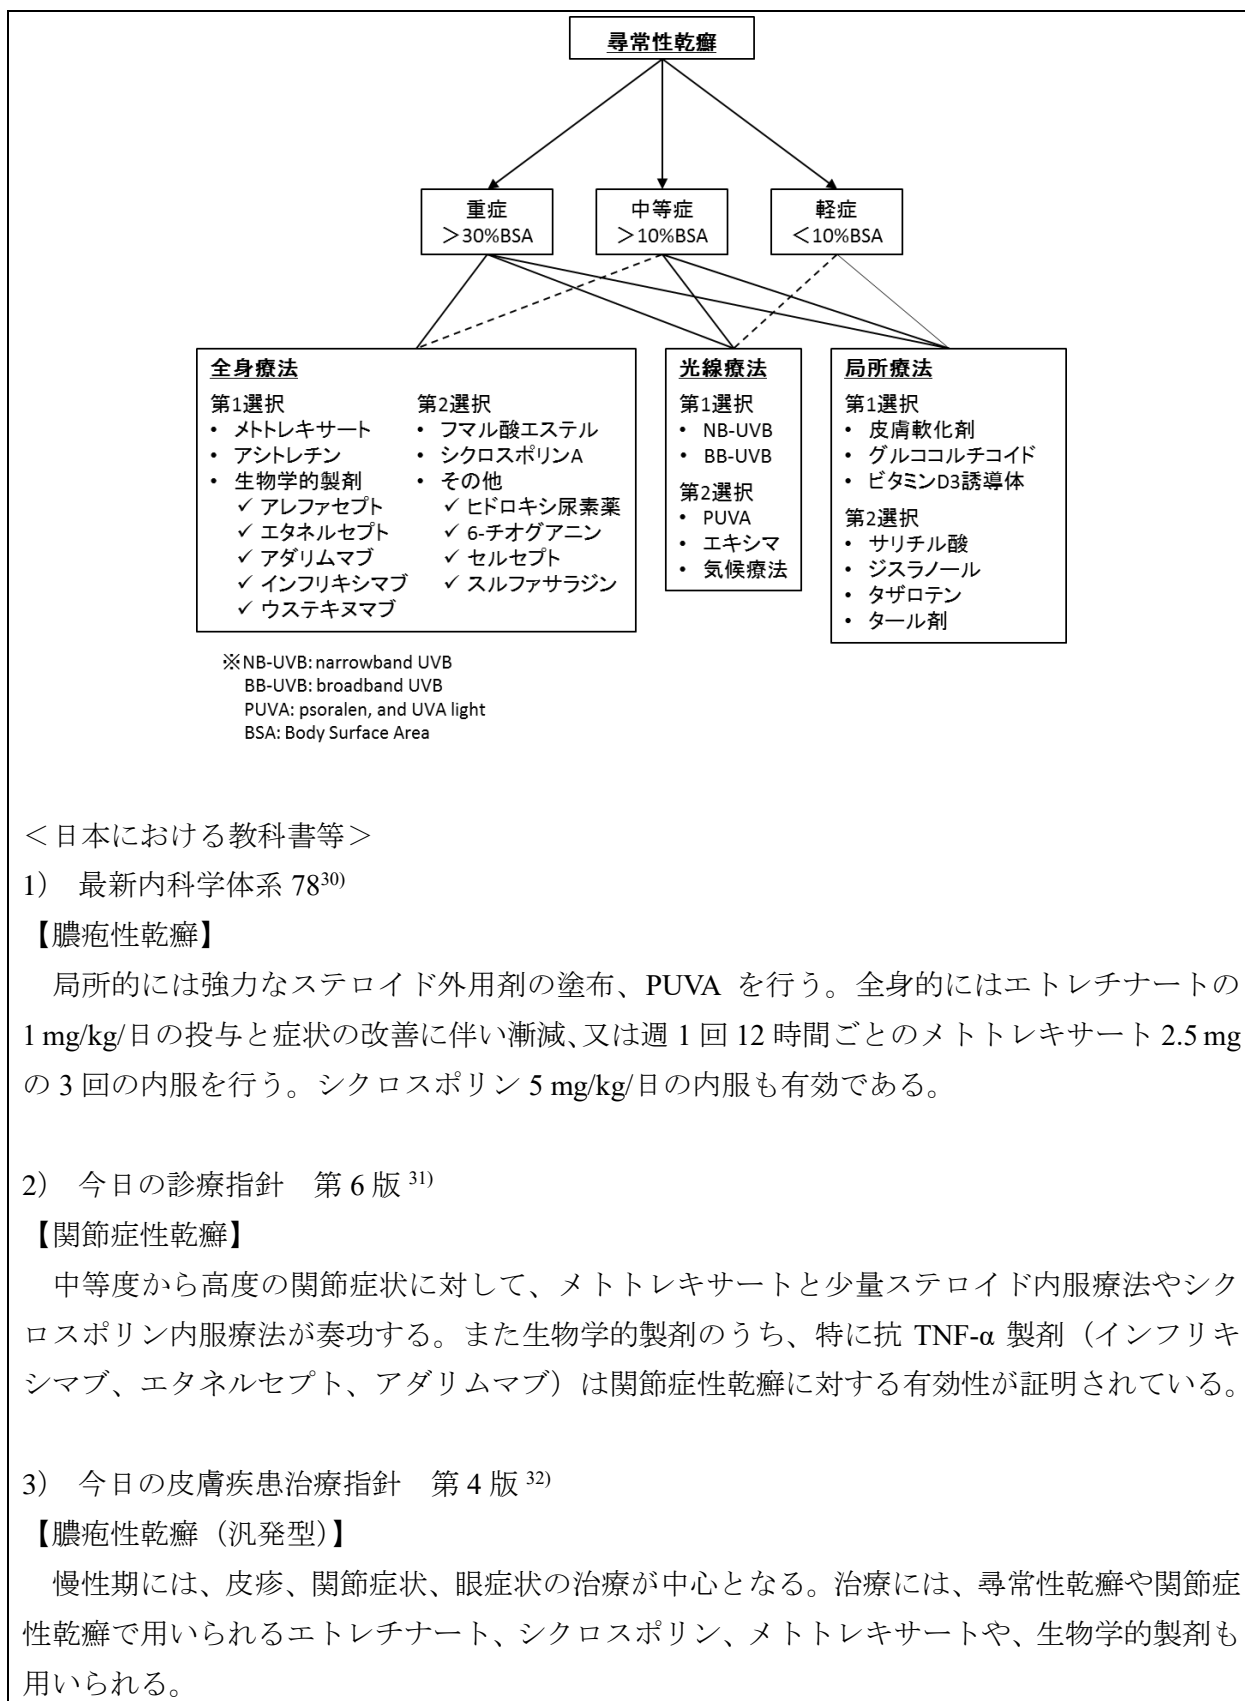 尋常性乾癬
重症
＞30%BSA
中等症
＞10%BSA
軽症
＜10%BSA
全身療法
第1選択
• メトトレキサート
• アシトレチン
• 生物学的製剤
✓ アレファセプト
✓ エタネルセプト
✓ アダリムマブ
✓ インフリキシマブ
✓ ウステキヌマブ
第2選択
• フマル酸エステル
• シクロスポリンA
• その他
✓ ヒドロキシ尿素薬
✓ 6-チオグアニン
✓ セルセプト
✓ スルファサラジン
光線療法
第1選択
• NB-UVB
• BB-UVB
第2選択
• PUVA
• エキシマ
• 気候療法
局所療法
第1選択
• 皮膚軟化剤
• グルココルチコイド
• ビタミンD3誘導体
第2選択
• サリチル酸
• ジスラノール
• タザロテン
• タール剤
※NB-UVB: narrowband UVB
BB-UVB: broadband UVB
PUVA: psoralen, and UVA light
BSA: Body Surface Area
＜日本における教科書等＞
1） 最新内科学体系 7830)
【膿疱性乾癬】
局所的には強力なステロイド外用剤の塗布、PUVA を行う。全身的にはエトレチナートの
1 mg/kg/日の投与と症状の改善に伴い漸減、又は週 1 回 12 時間ごとのメトトレキサート 2.5 mg
の 3 回の内服を行う。シクロスポリン 5 mg/kg/日の内服も有効である。
2） 今日の診療指針　第 6 版 31)
【関節症性乾癬】
中等度から高度の関節症状に対して、メトトレキサートと少量ステロイド内服療法やシク
ロスポリン内服療法が奏功する。また生物学的製剤のうち、特に抗 TNF-α 製剤（インフリキ
シマブ、エタネルセプト、アダリムマブ）は関節症性乾癬に対する有効性が証明されている。
3） 今日の皮膚疾患治療指針　第 4 版 32)
【膿疱性乾癬（汎発型）】
慢性期には、皮疹、関節症状、眼症状の治療が中心となる。治療には、尋常性乾癬や関節症
性乾癬で用いられるエトレチナート、シクロスポリン、メトトレキサートや、生物学的製剤も
用いられる。